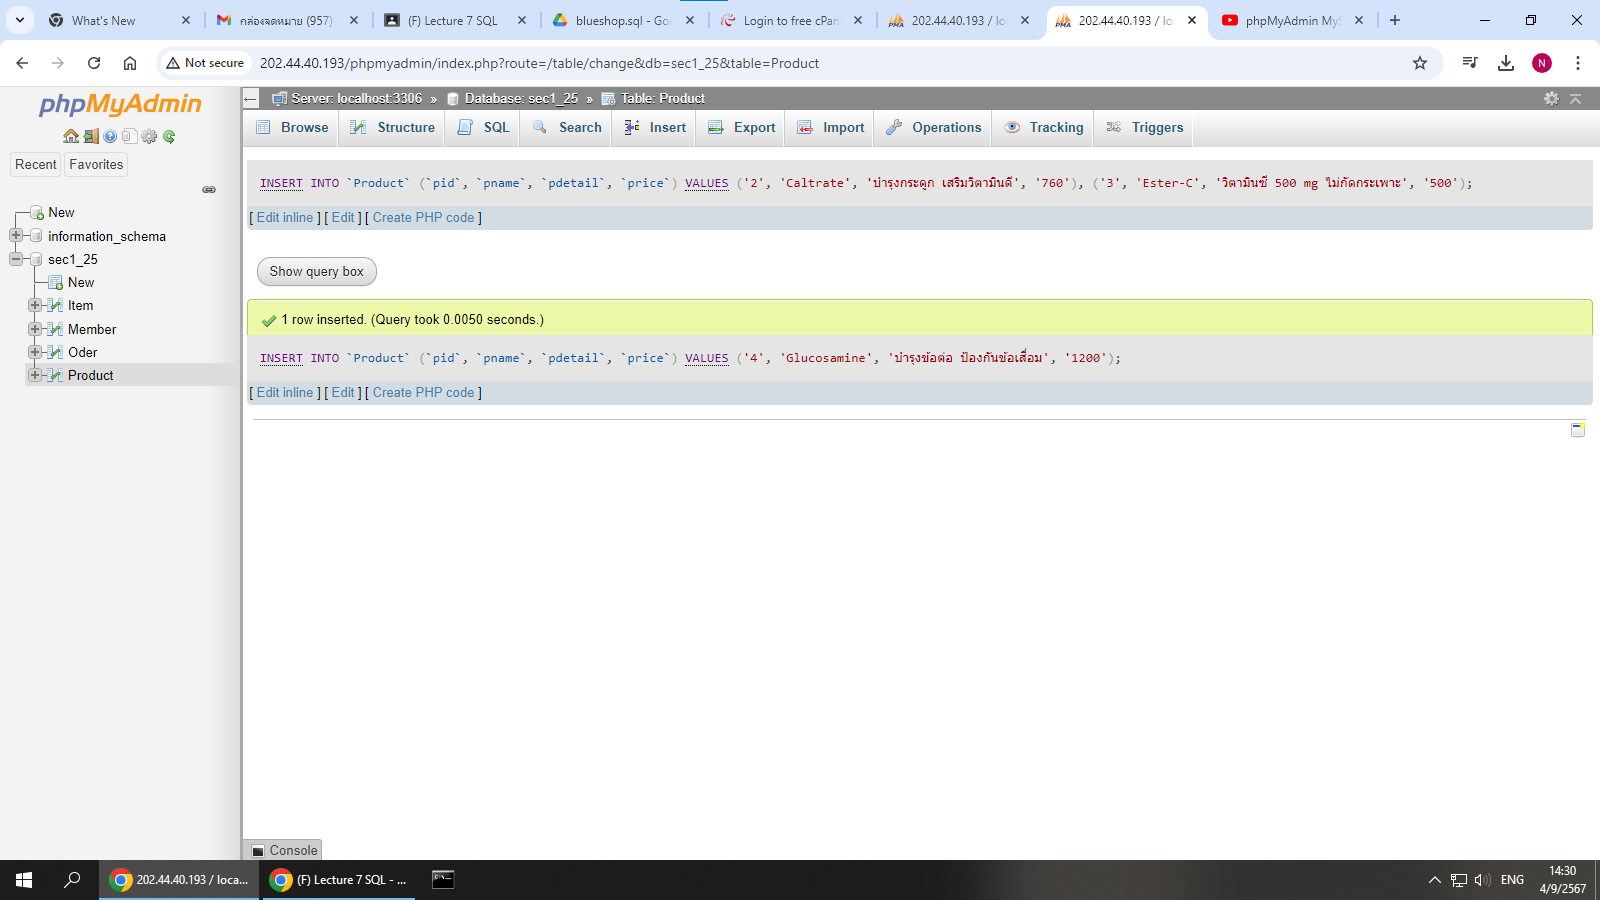 What's New
กล่องจดหมาย (957)
(F) Lecture 7 SQL
blueshop.sql - Goo
Login to free cPan
202.44.40.193 / lo
202.44.40.193 / lo
phpMyAdmin My
Not secure
202.44.40.193/phpmyadmin/index.php?route=/table/change&db=sec1_25&table=Product
N
phpMyAdmin
Recent
Favorites
New
information_schema
sec1_25
New
Item
Member
Oder
Product
Server: localhost:3306 » Database: sec1_25 » Table: Product
Browse
Structure
SQL
Search
Insert
Export
Import
Operations
Tracking
Triggers
INSERT INTO `Product` (`pid`, `pname`, `pdetail`, `price`) VALUES ('2', 'Caltrate', 'บำรุงกระดูก เสริมวิตามินดี', '760'), ('3', 'Ester-C', 'วิตามินซี 500 mg ไม่กัดกระเพาะ', '500');
[ Edit inline ] [ Edit ] [ Create PHP code ]
Show query box
1 row inserted. (Query took 0.0050 seconds.)
INSERT INTO `Product` (`pid`, `pname`, `pdetail`, `price`) VALUES ('4', 'Glucosamine', 'บำรุงข้อต่อ ป้องกันข้อเสื่อม', '1200');
[ Edit inline ] [ Edit ] [ Create PHP code ]
Console
202.44.40.193 / loca...
(F) Lecture 7 SQL - ...
ENG
14:30
4/9/2567